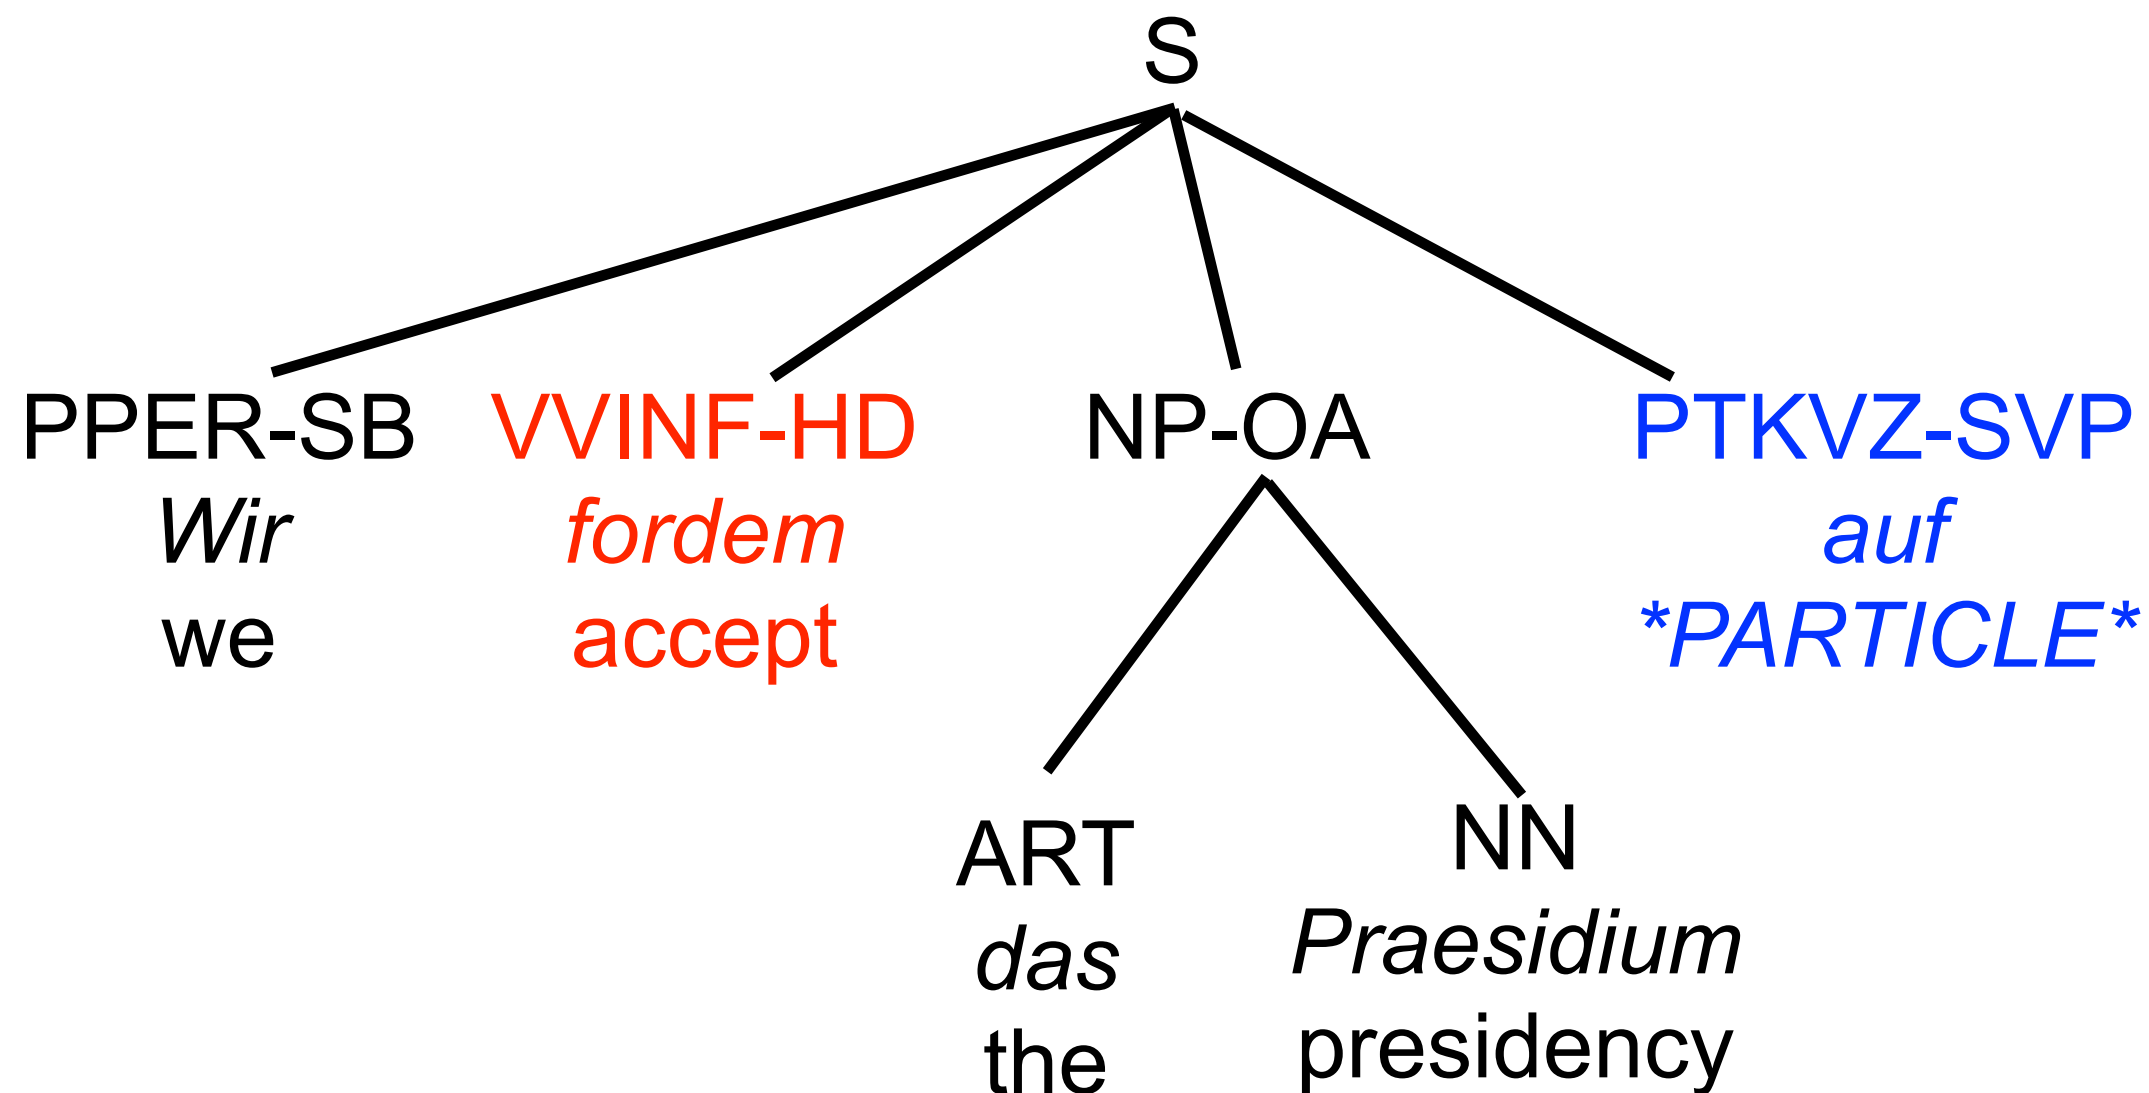 S
PPER-SB VVINF-HD NP-OA PTKVZ-SVP
Wir fordem auf
we accept *PARTICLE*
ART NN
das Praesidium
the presidency